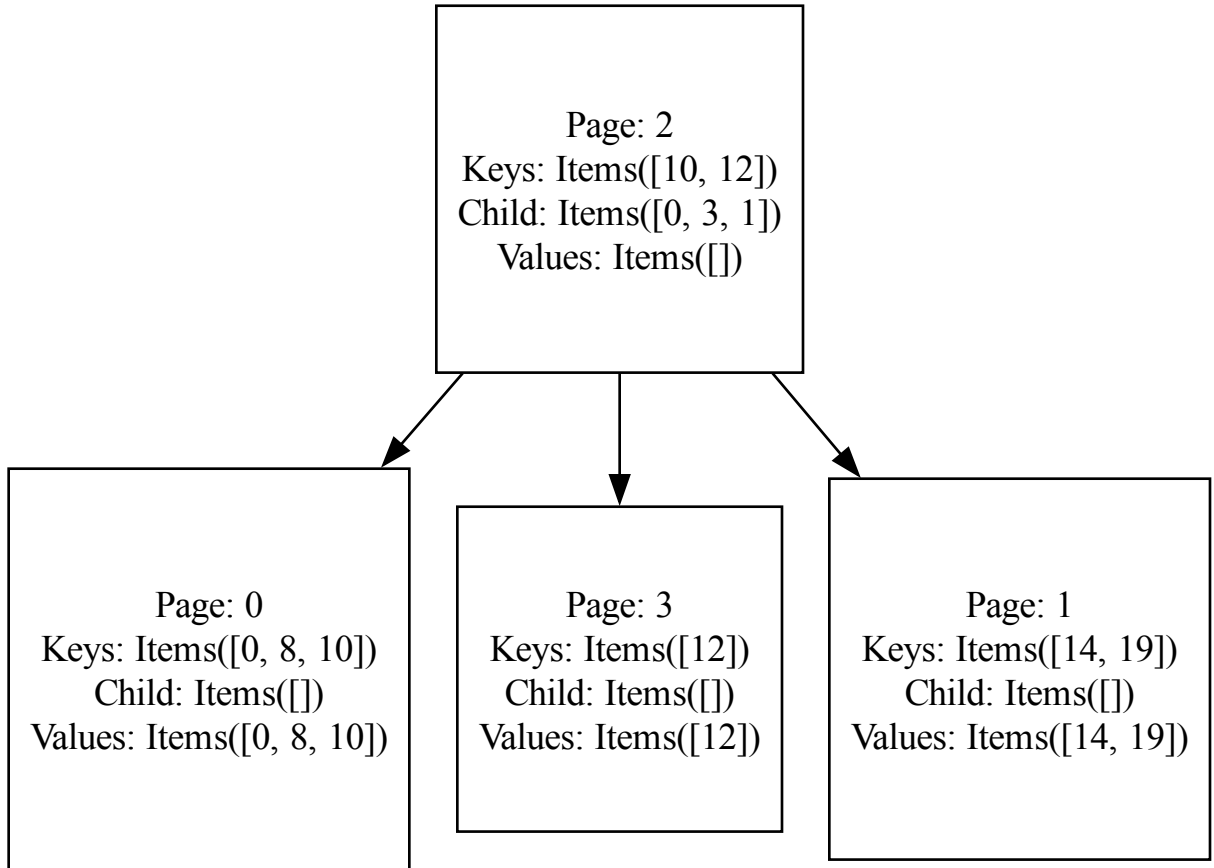 Page: 2
Keys: Items([10, 12])
Child: Items([0, 3, 1])
Values: Items([])
Page: 0
Keys: Items([0, 8, 10])
Child: Items([])
Values: Items([0, 8, 10])
Page: 3
Keys: Items([12])
Child: Items([])
Values: Items([12])
Page: 1
Keys: Items([14, 19])
Child: Items([])
Values: Items([14, 19])